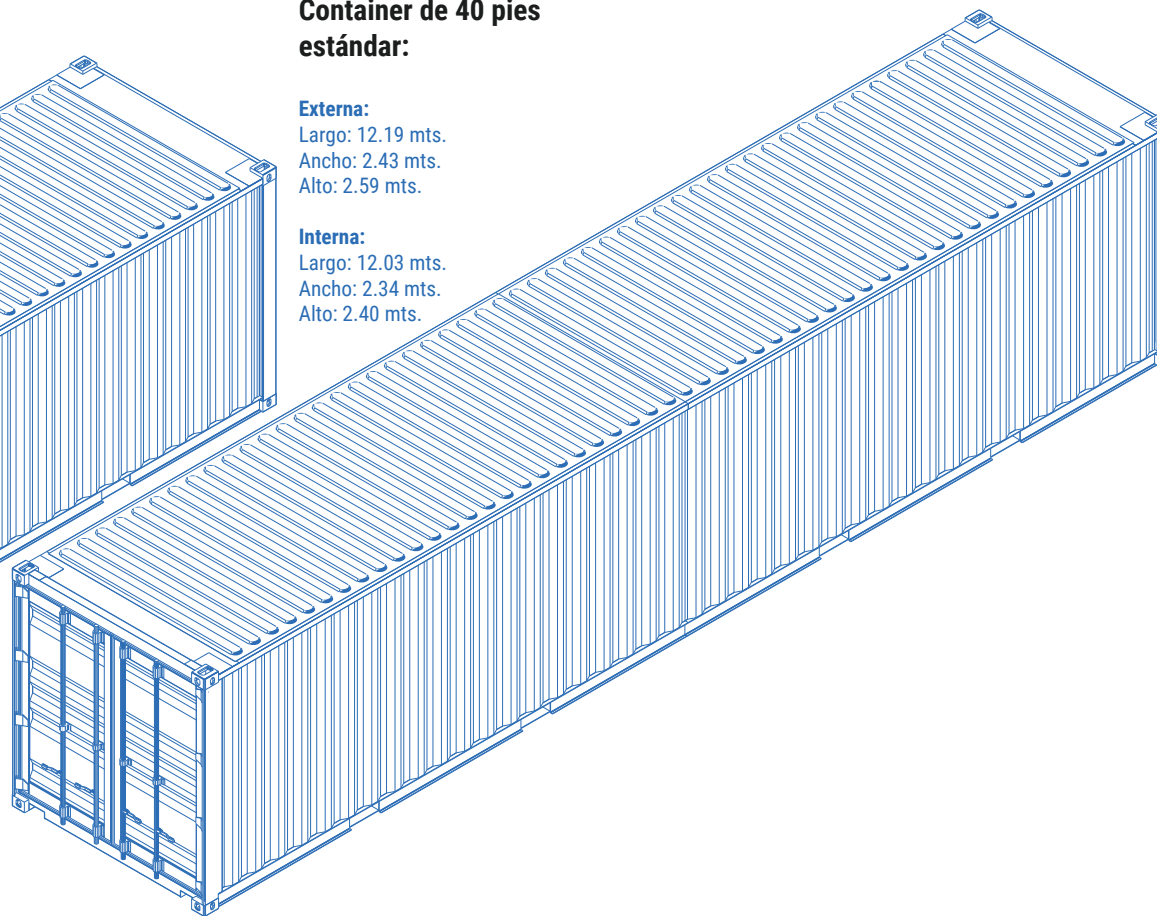 Container de 40 pies
estándar:
Externa:
Largo: 12.19 mts.
Ancho: 2.43 mts.
Alto: 2.59 mts.
Interna:
Largo: 12.03 mts.
Ancho: 2.34 mts.
Alto: 2.40 mts.